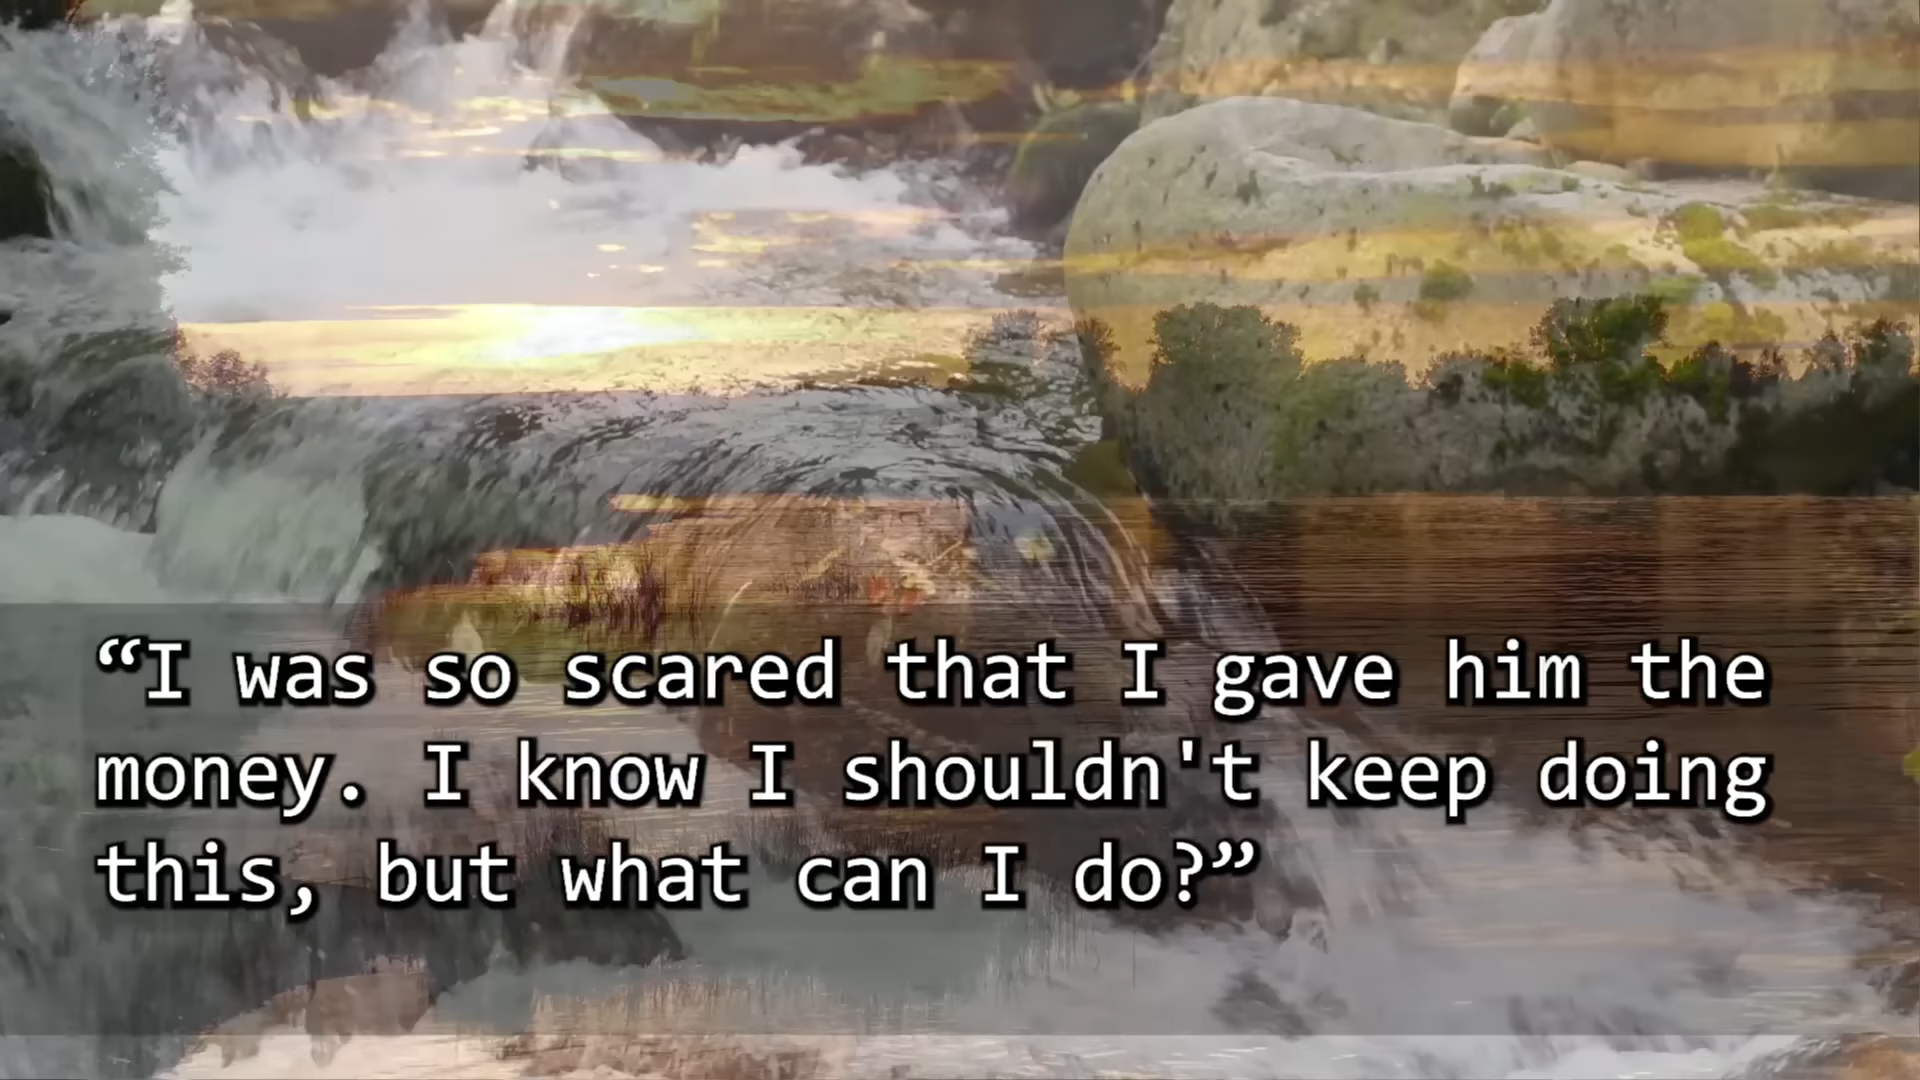 “I was so scared that I gave him the
money. I know I shouldn't keep doing
this, but what can I do?”